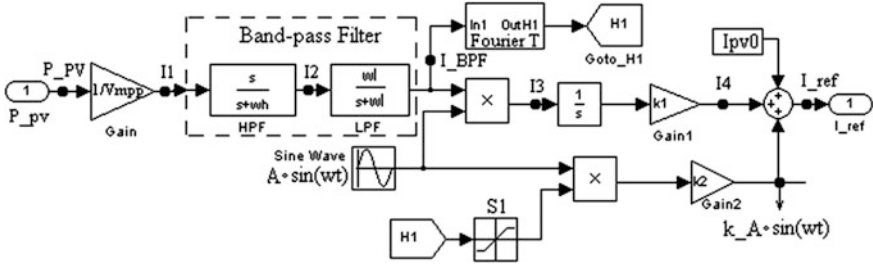 Band-pass Filter
In1 OutH1
Fourier T
H1
Goto_H1
I_BPF
Ipv0
P_PV
1
P_pv
1/Vmpp
Gain
I1
s
s+wh
HPF
I2
wl
s+wl
LPF
×
I3
1
s
k1
Gain1
I4
+
+
+
I_ref
1
I_ref
Sine Wave
A∘sin(wt)
×
k2
Gain2
k_A∘sin(wt)
H1
S1